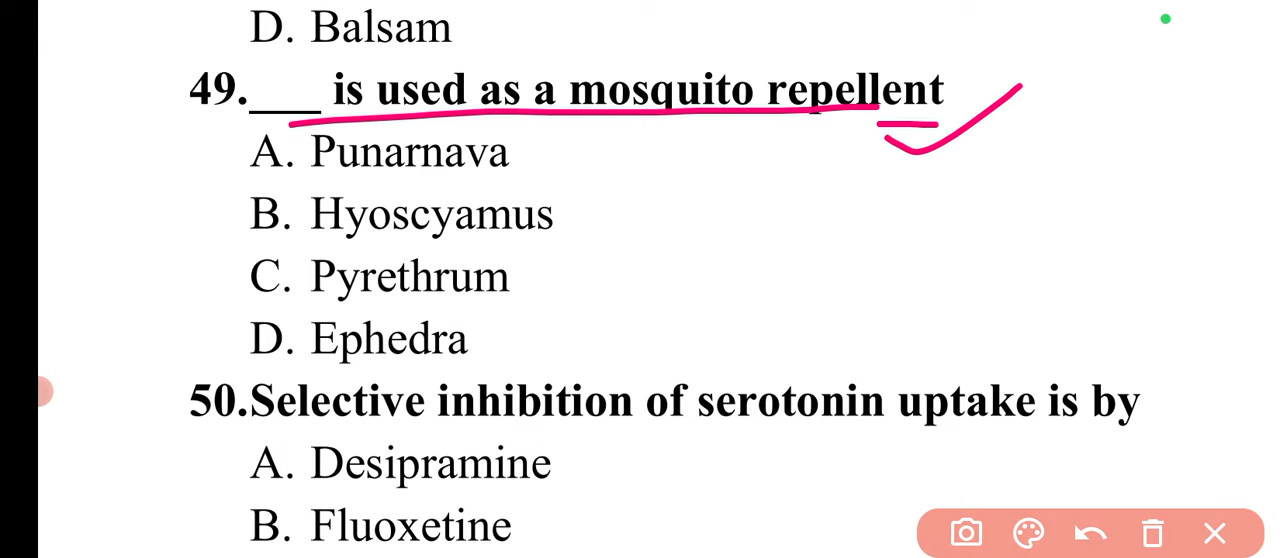 D. Balsam
49.___ is used as a mosquito repellent
A. Punarnava
B. Hyoscyamus
C. Pyrethrum
D. Ephedra
50.Selective inhibition of serotonin uptake is by
A. Desipramine
B. Fluoxetine